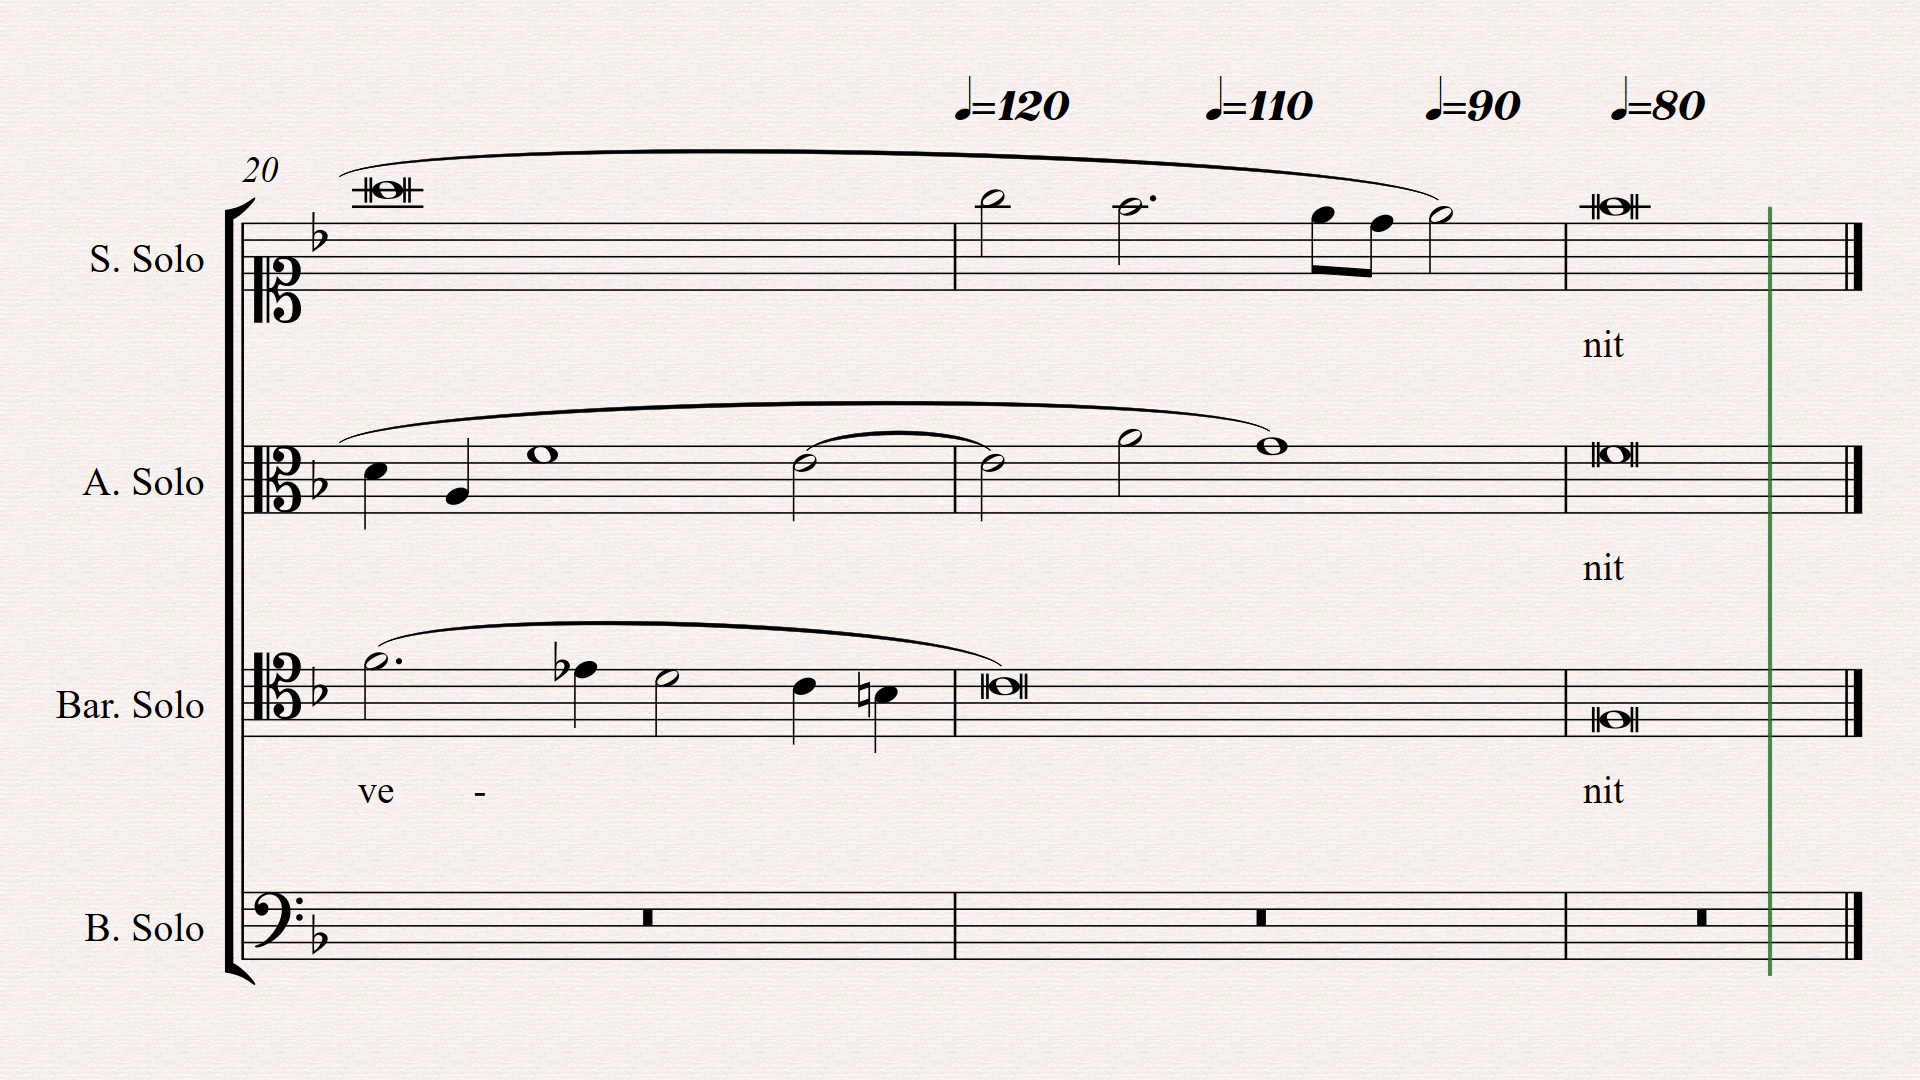 ♩=120 ♩=110 ♩=90 ♩=80
20
S. Solo
nit
A. Solo
nit
Bar. Solo
ve - nit
B. Solo